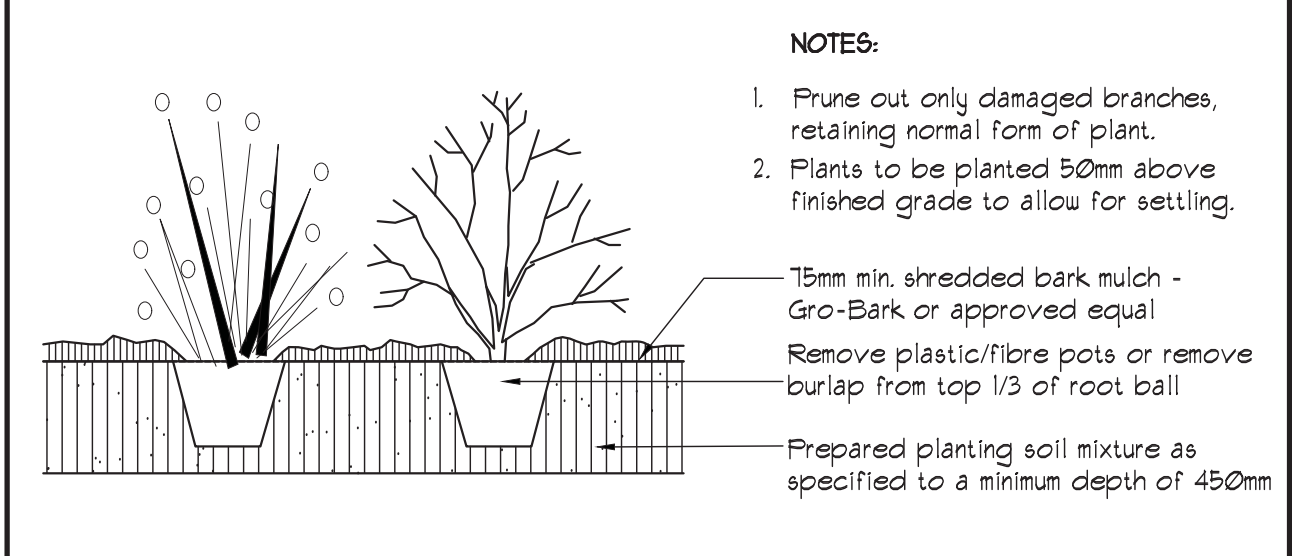 NOTES:
1. Prune out only damaged branches,
retaining normal form of plant.
2. Plants to be planted 50mm above
finished grade to allow for settling.
75mm min. shredded bark mulch -
Gro-Bark or approved equal
Remove plastic/fibre pots or remove
burlap from top 1/3 of root ball
Prepared planting soil mixture as
specified to a minimum depth of 450mm